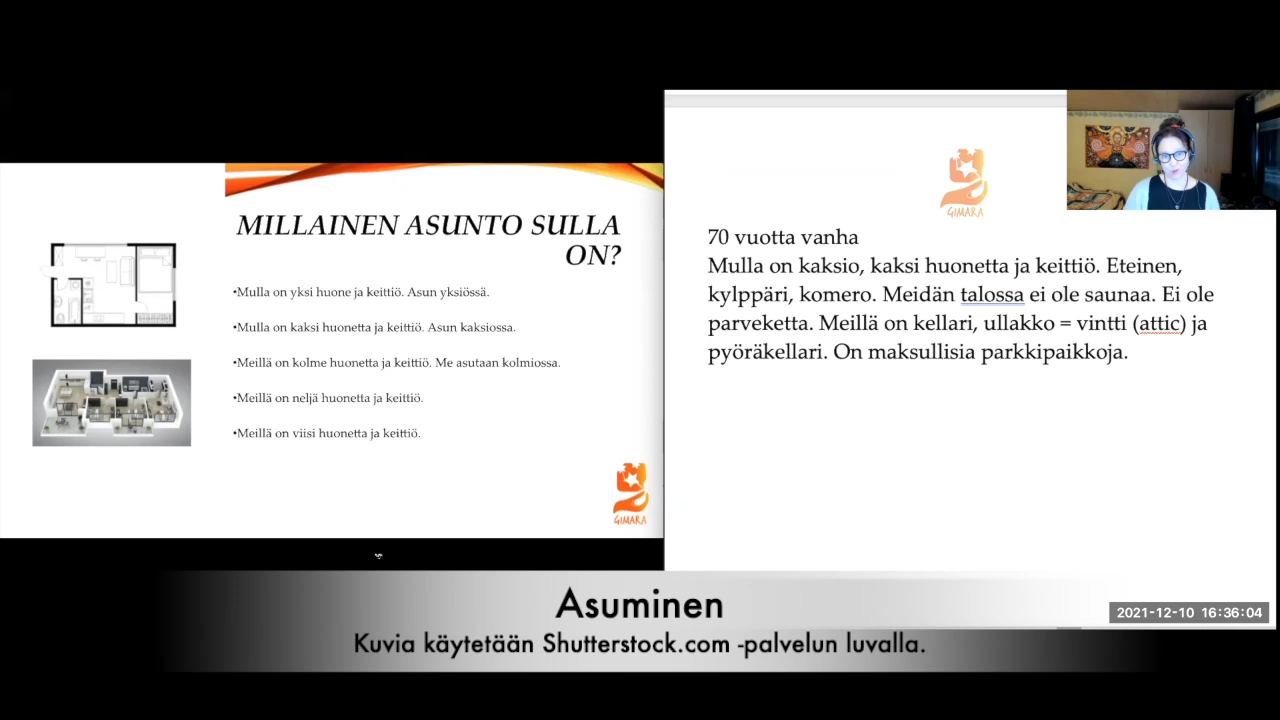 MILLAINEN ASUNTO SULLA
ON?
•Mulla on yksi huone ja keittiö. Asun yksiössä.
•Mulla on kaksi huonetta ja keittiö. Asun kaksiossa.
•Meillä on kolme huonetta ja keittiö. Me asutaan kolmiossa.
•Meillä on neljä huonetta ja keittiö.
•Meillä on viisi huonetta ja keittiö.
GIMARA
GIMARA
70 vuotta vanha
Mulla on kaksio, kaksi huonetta ja keittiö. Eteinen,
kylppäri, komero. Meidän talossa ei ole saunaa. Ei ole
parveketta. Meillä on kellari, ullakko = vintti (attic) ja
pyöräkellari. On maksullisia parkkipaikkoja.
Asuminen
Kuvia käytetään Shutterstock.com -palvelun luvalla.
2021-12-10 16:36:04